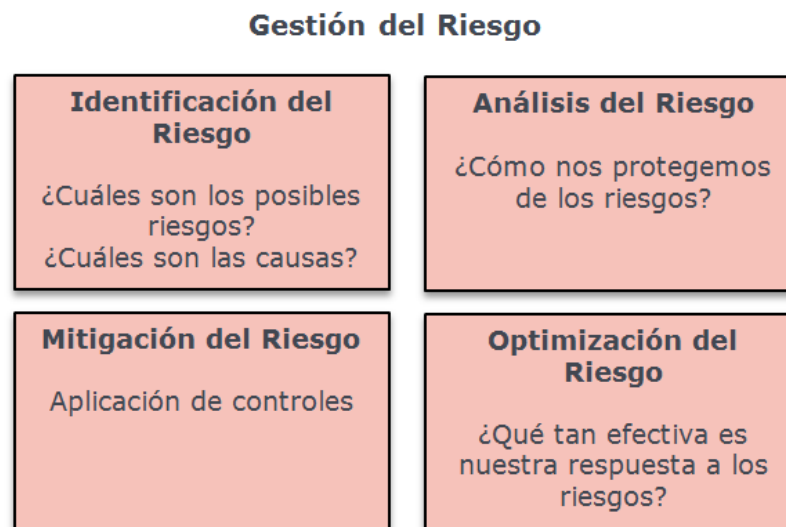 Gestión del Riesgo
Identificación del
Riesgo
¿Cuáles son los posibles
riesgos?
¿Cuáles son las causas?
Análisis del Riesgo
¿Cómo nos protegemos
de los riesgos?
Mitigación del Riesgo
Aplicación de controles
Optimización del
Riesgo
¿Qué tan efectiva es
nuestra respuesta a los
riesgos?